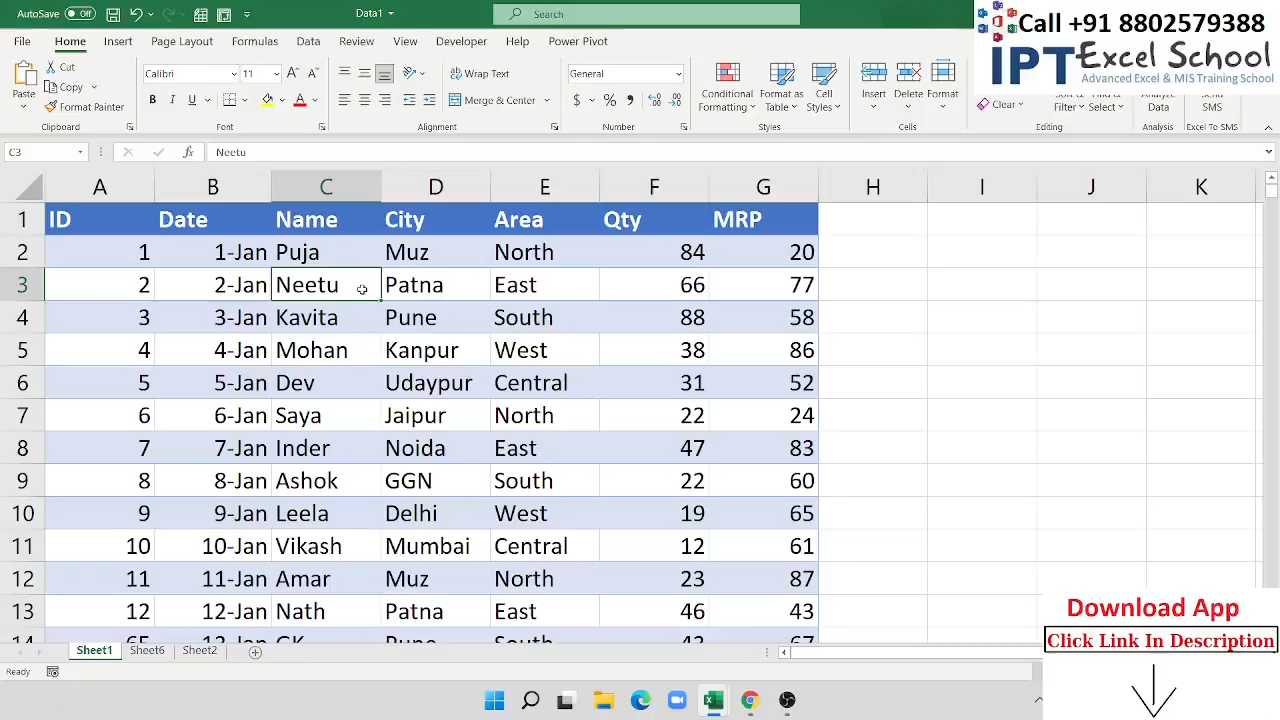 AutoSave Off Data1 Search
Call +91 8802579388
IPT Excel School
Advanced Excel & MIS Training School
File Home Insert Page Layout Formulas Data Review View Developer Help Power Pivot
Paste Cut Copy Format Painter
Calibri 11
B I U
Wrap Text
Merge & Center
General
$ % 9
Conditional Formatting
Format as Table
Cell Styles
Insert Delete Format
Clear
Sort & Filter Find & Select
Analyze Data
Send SMS
Clipboard Font Alignment Number Styles Cells Editing Analysis Excel To SMS
C3 fx Neetu
A B C D E F G H I J K
1 ID Date Name City Area Qty MRP
2 1 1-Jan Puja Muz North 84 20
3 2 2-Jan Neetu Patna East 66 77
4 3 3-Jan Kavita Pune South 88 58
5 4 4-Jan Mohan Kanpur West 38 86
6 5 5-Jan Dev Udaypur Central 31 52
7 6 6-Jan Saya Jaipur North 22 24
8 7 7-Jan Inder Noida East 47 83
9 8 8-Jan Ashok GGN South 22 60
10 9 9-Jan Leela Delhi West 19 65
11 10 10-Jan Vikash Mumbai Central 12 61
12 11 11-Jan Amar Muz North 23 87
13 12 12-Jan Nath Patna East 46 43
14 65 13-Jan GK Pune South 43 67
Download App
Click Link In Description
Sheet1 Sheet6 Sheet2
Ready